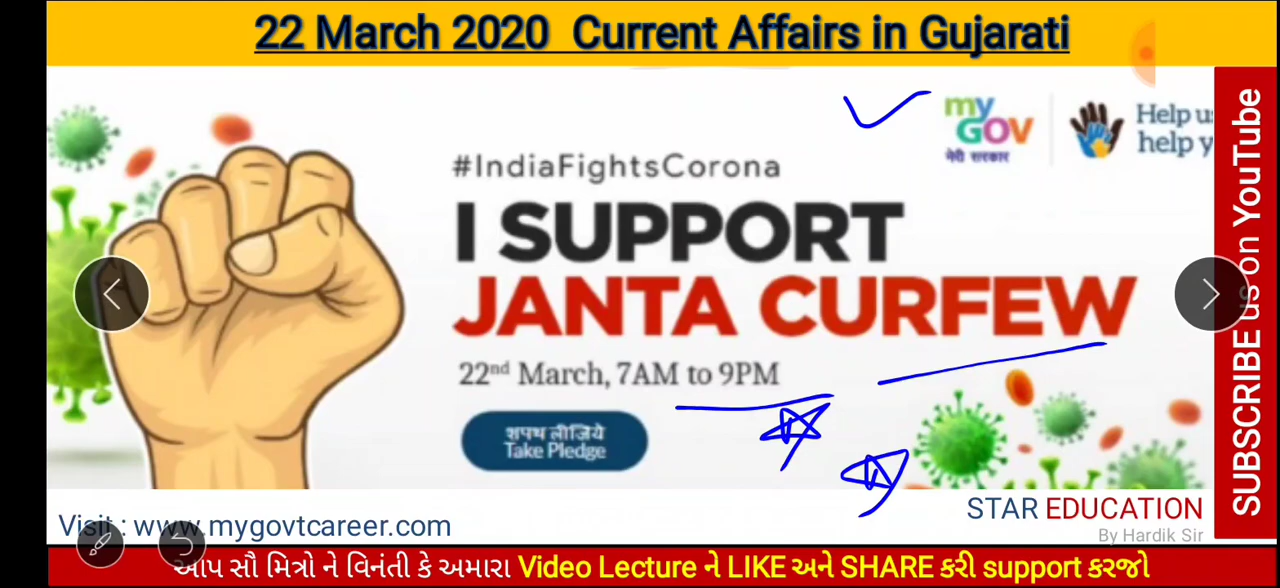 22 March 2020 Current Affairs in Gujarati
my
GOV
मेरी सरकार
Help u
help y
#IndiaFightsCorona
I SUPPORT
JANTA CURFEW
22nd March, 7AM to 9PM
शपथ लीजिये
Take Pledge
SUBSCRIBE us on YouTube
STAR EDUCATION
By Hardik Sir
Visit : www.mygovtcareer.com
આપ સૌ મિત્રો ને વિનંતી કે અમારા Video Lecture ને LIKE અને SHARE કરી support કરજો